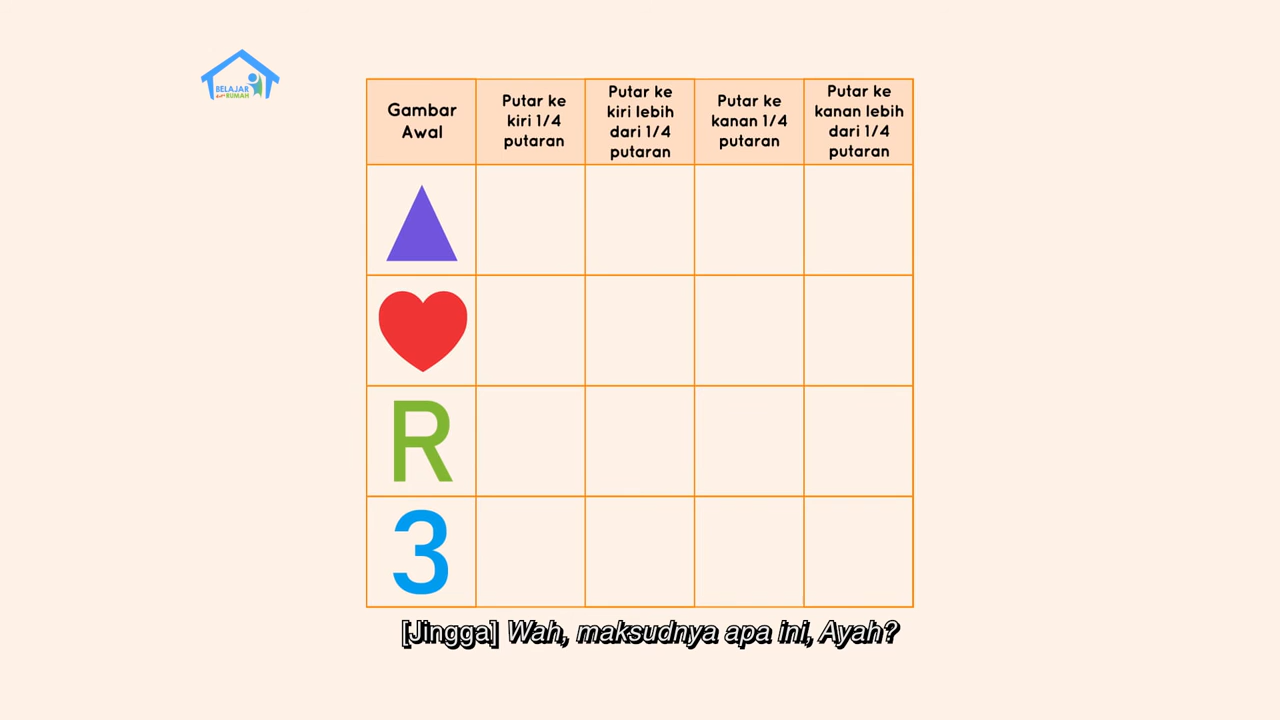 BELAJAR
dari RUMAH
Gambar
Awal
Putar ke
kiri 1/4
putaran
Putar ke
kiri lebih
dari 1/4
putaran
Putar ke
kanan 1/4
putaran
Putar ke
kanan lebih
dari 1/4
putaran
R
3
[Jingga] Wah, maksudnya apa ini, Ayah?